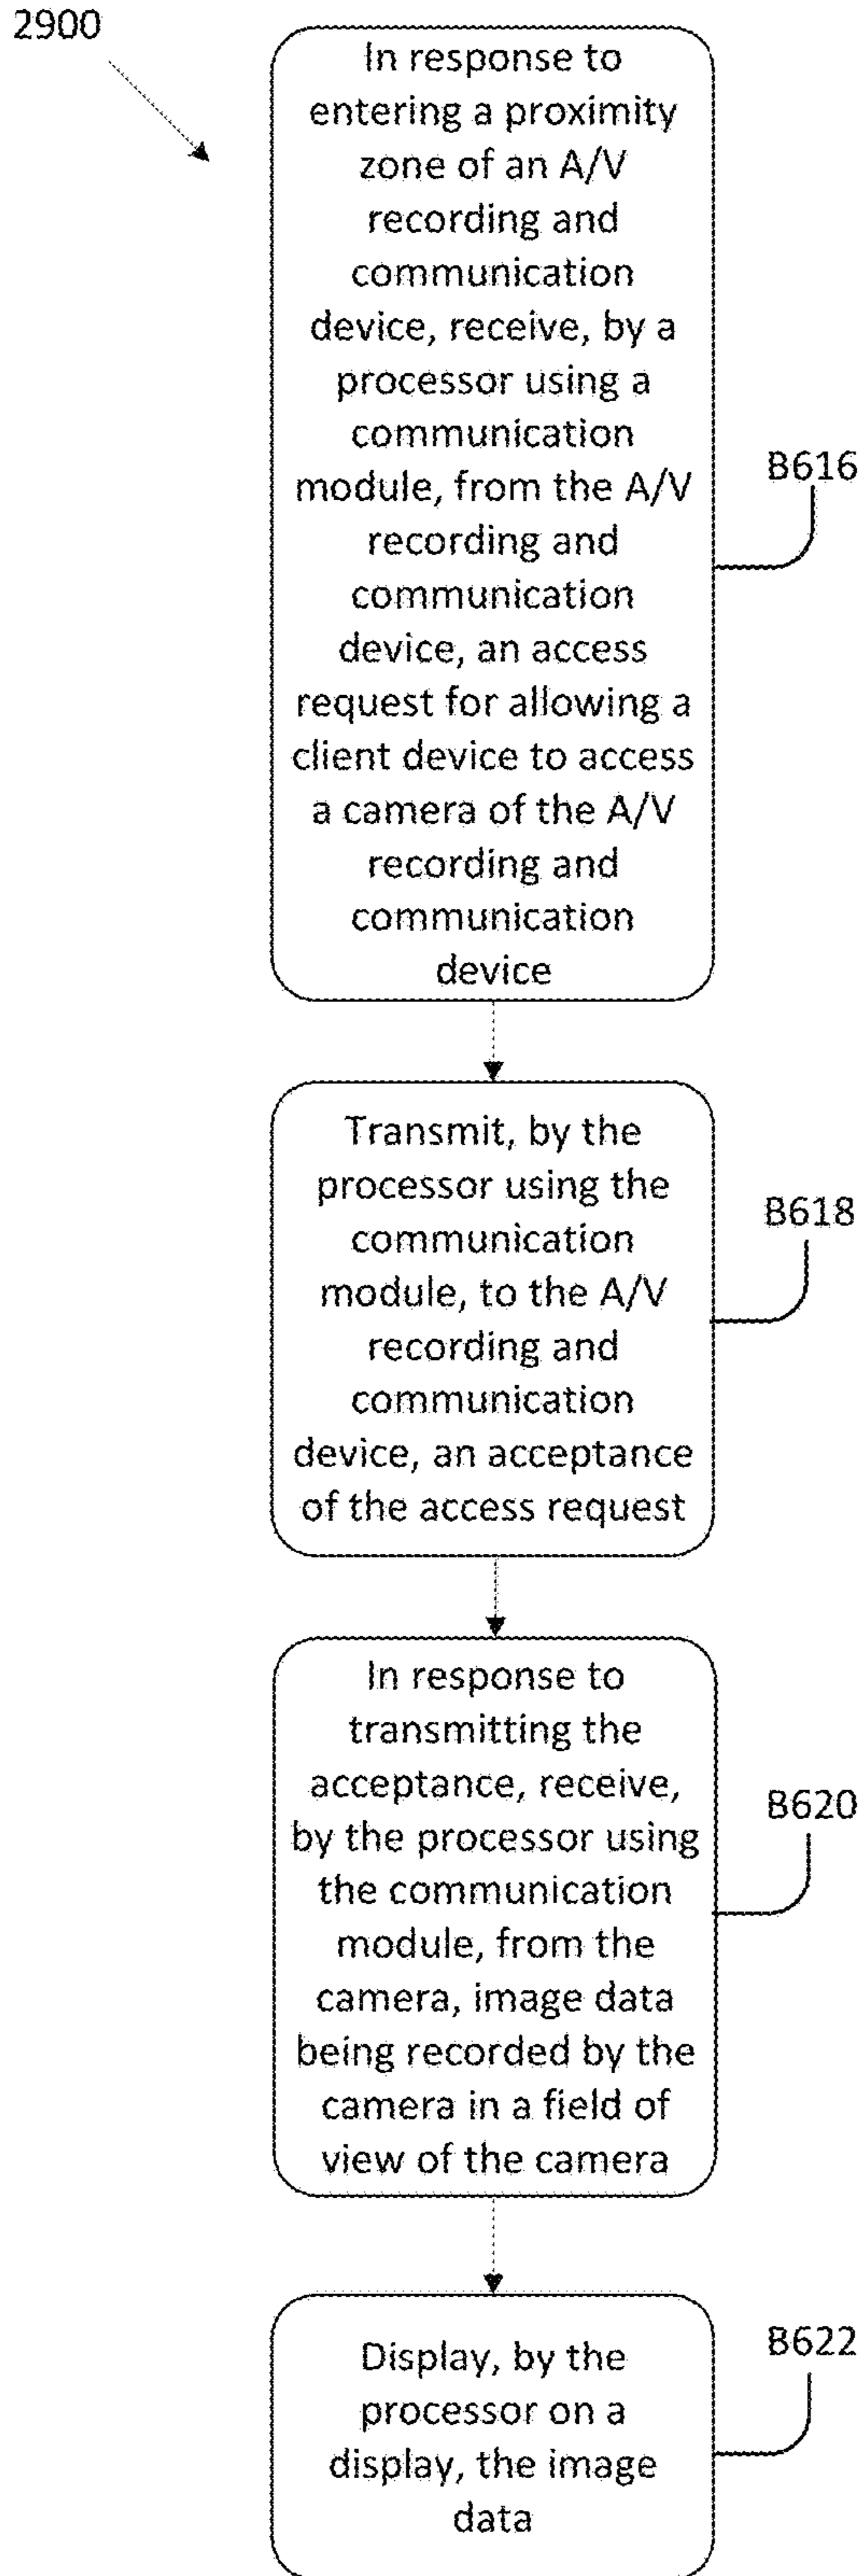 2900
In response to
entering a proximity
zone of an A/V
recording and
communication
device, receive, by a
processor using a
communication
module, from the A/V
recording and
communication
device, an access
request for allowing a
client device to access
a camera of the A/V
recording and
communication
device
B616
Transmit, by the
processor using the
communication
module, to the A/V
recording and
communication
device, an acceptance
of the access request
B618
In response to
transmitting the
acceptance, receive,
by the processor using
the communication
module, from the
camera, image data
being recorded by the
camera in a field of
view of the camera
B620
Display, by the
processor on a
display, the image
data
B622